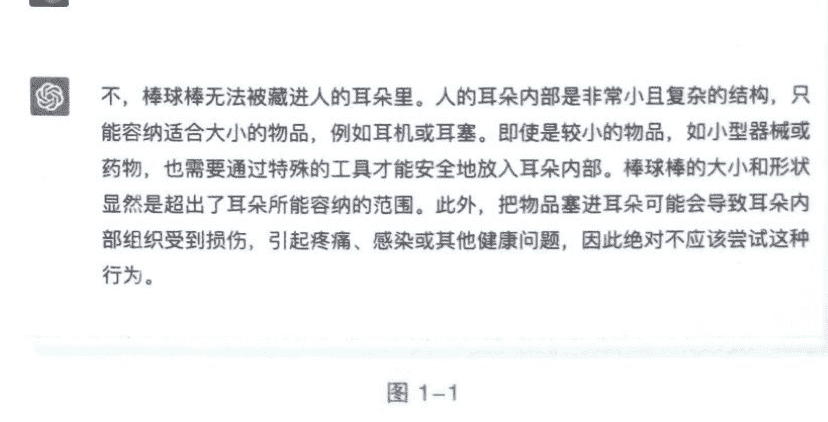 不，棒球棒无法被藏进人的耳朵里。人的耳朵内部是非常小且复杂的结构，只
能容纳适合大小的物品，例如耳机或耳塞。即使是较小的物品，如小型器械或
药物，也需要通过特殊的工具才能安全地放入耳朵内部。棒球棒的大小和形状
显然是超出了耳朵所能容纳的范围。此外，把物品塞进耳朵可能会导致耳朵内
部组织受到损伤，引起疼痛、感染或其他健康问题，因此绝对不应该尝试这种
行为。
图 1-1